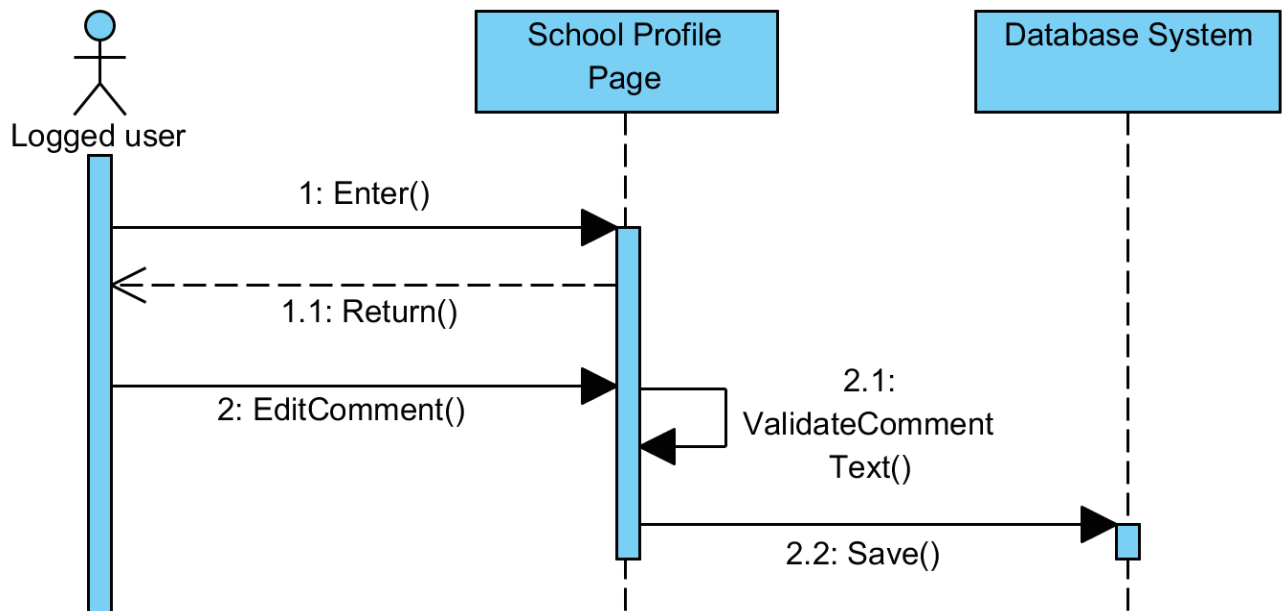 School Profile
Page
Database System
Logged user
1: Enter()
1.1: Return()
2: EditComment()
2.1:
ValidateComment
Text()
2.2: Save()